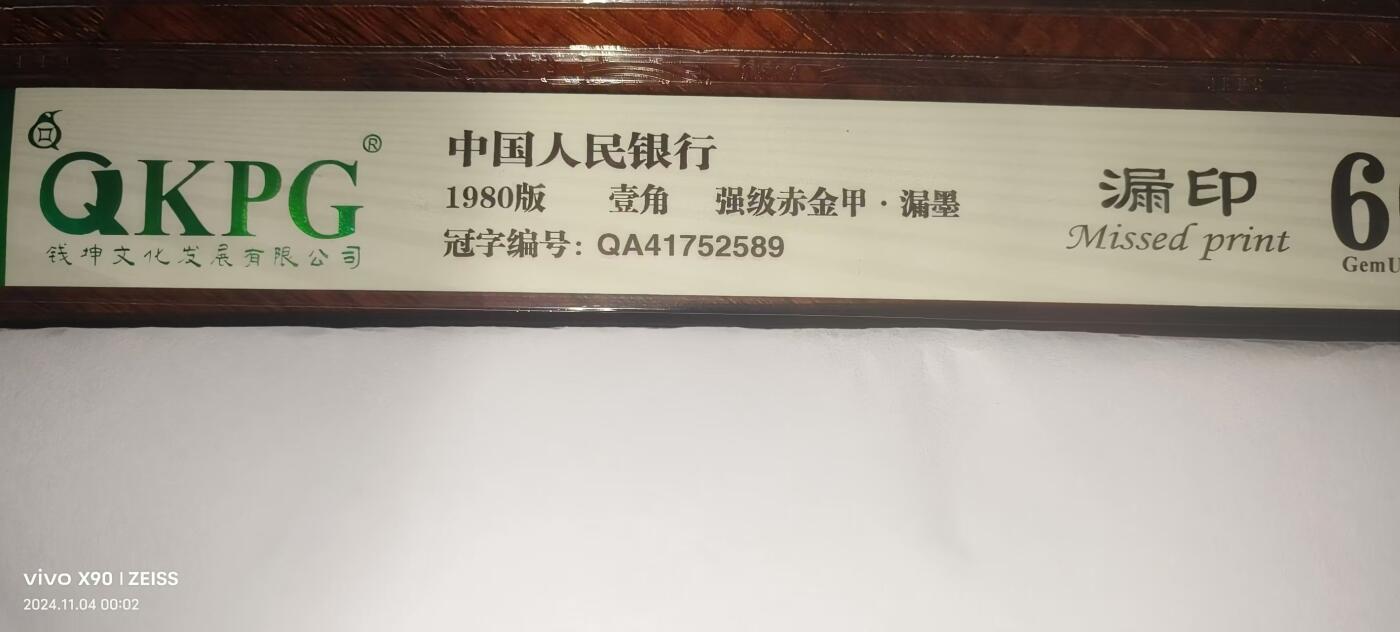 QKPG®
钱坤文化发展有限公司
中国人民银行
1980版 壹角 强级赤金甲·漏墨
冠字编号: QA41752589
漏印
Missed print
6
GemU
vivo X90 | ZEISS
2024.11.04 00:02